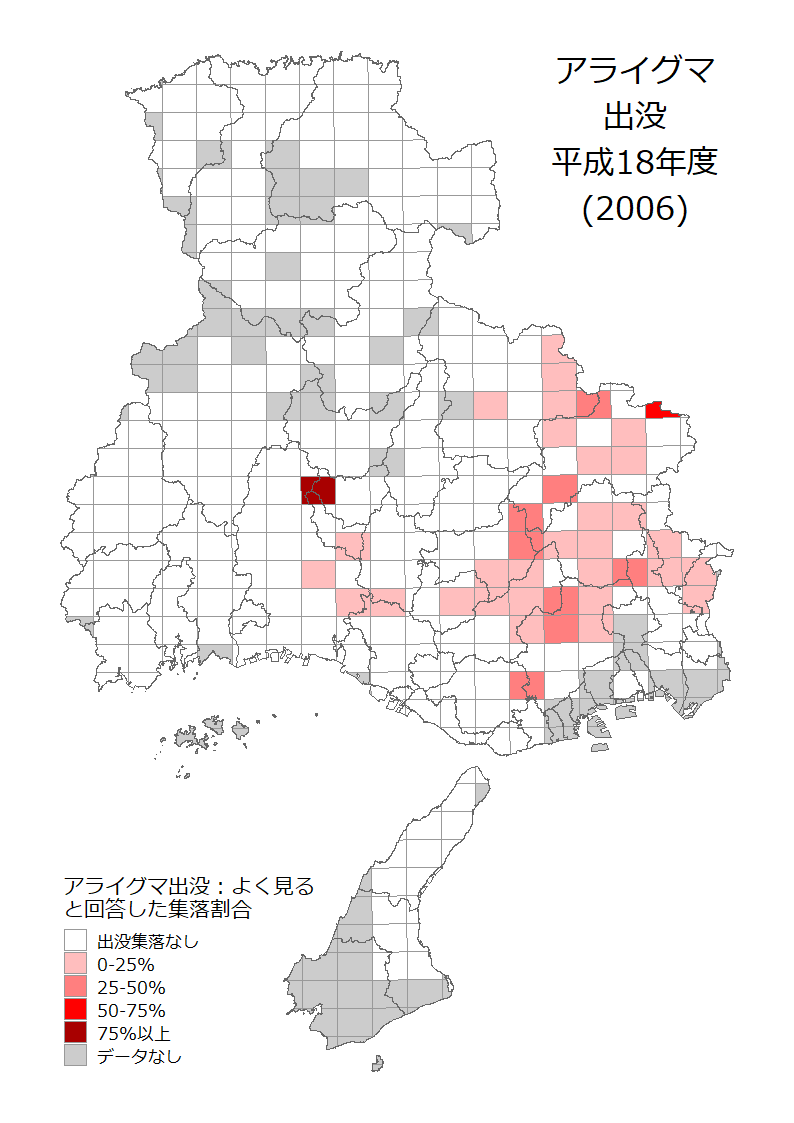 アライグマ
出没
平成18年度
(2006)
アライグマ出没：よく見る
と回答した集落割合
出没集落なし
0-25%
25-50%
50-75%
75%以上
データなし